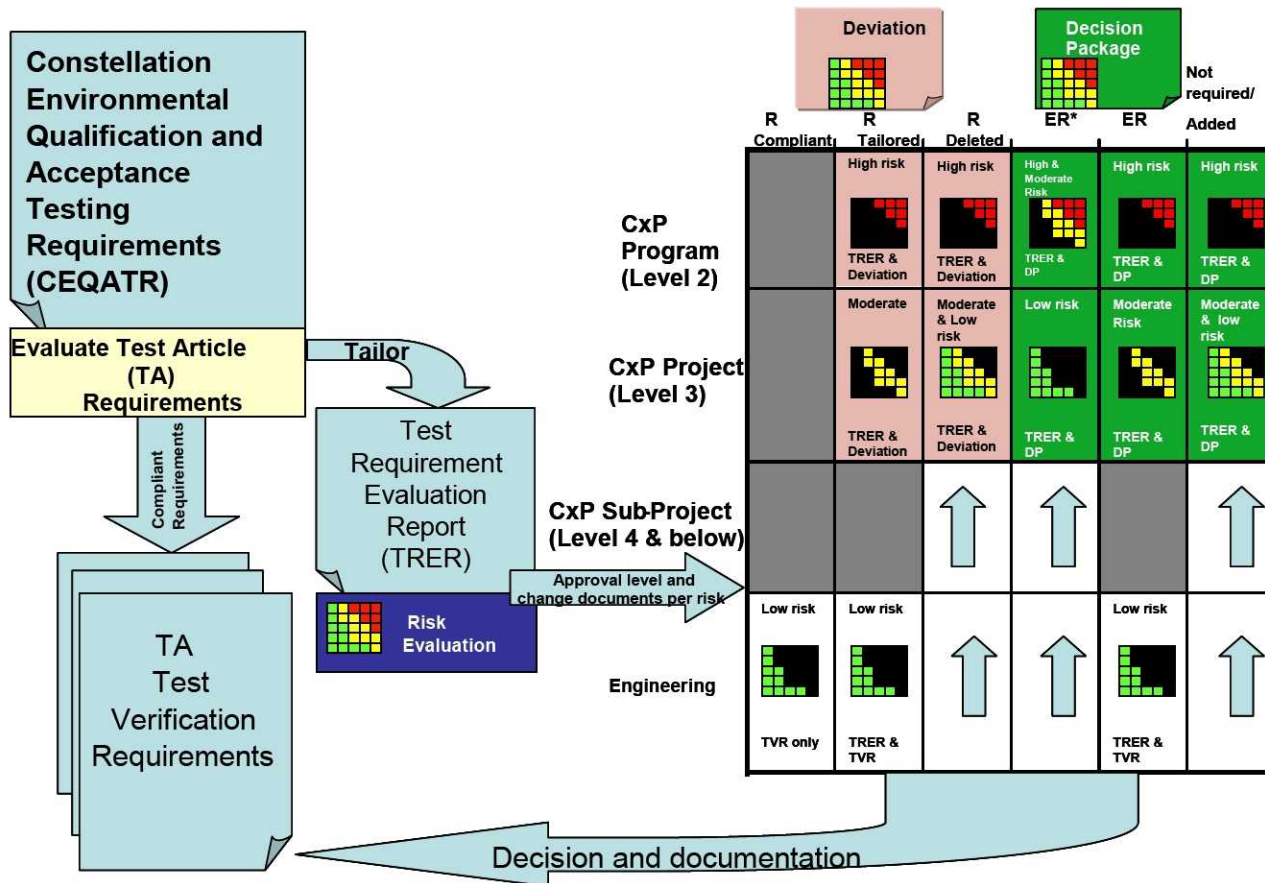 Constellation
Environmental
Qualification and
Acceptance
Testing
Requirements
(CEQATR)
Evaluate Test Article
(TA)
Requirements
Tailor
Compliant
Requirements
Test
Requirement
Evaluation
Report
(TRER)
Risk
Evaluation
TA
Test
Verification
Requirements
Approval level and
change documents per risk
Decision and documentation
Deviation
Decision
Package
Not
required/
Added
R
Compliant
R
Tailored
R
Deleted
ER*
ER
CxP
Program
(Level 2)
High risk
TRER &
Deviation
High risk
TRER &
Deviation
High &
Moderate
Risk
TRER &
DP
High risk
TRER &
DP
High risk
TRER &
DP
CxP Project
(Level 3)
Moderate
TRER &
Deviation
Moderate
& Low
risk
TRER &
Deviation
Low risk
TRER &
DP
Moderate
Risk
TRER &
DP
Moderate
& low
risk
TRER &
DP
CxP Sub-Project
(Level 4 & below)
Engineering
Low risk
TVR only
Low risk
TRER &
TVR
Low risk
TRER &
TVR